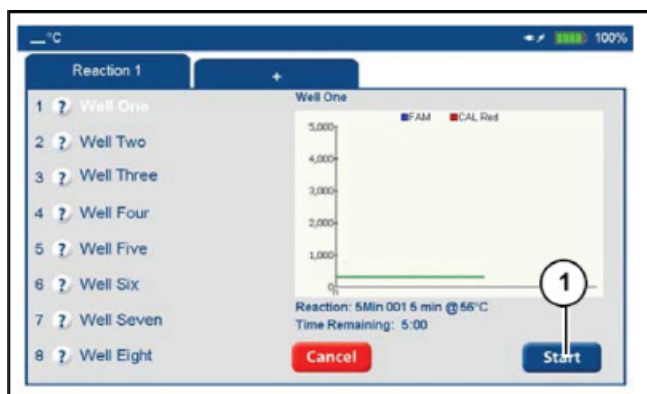 __°C 100%
Reaction 1 +
1 ? Well One
2 ? Well Two
3 ? Well Three
4 ? Well Four
5 ? Well Five
6 ? Well Six
7 ? Well Seven
8 ? Well Eight
Well One
FAM CAL Red
5,000
4,000
3,000
2,000
1,000
0
Reaction: 5Min 001 5 min @ 56°C
Time Remaining: 5:00
Cancel Start
1